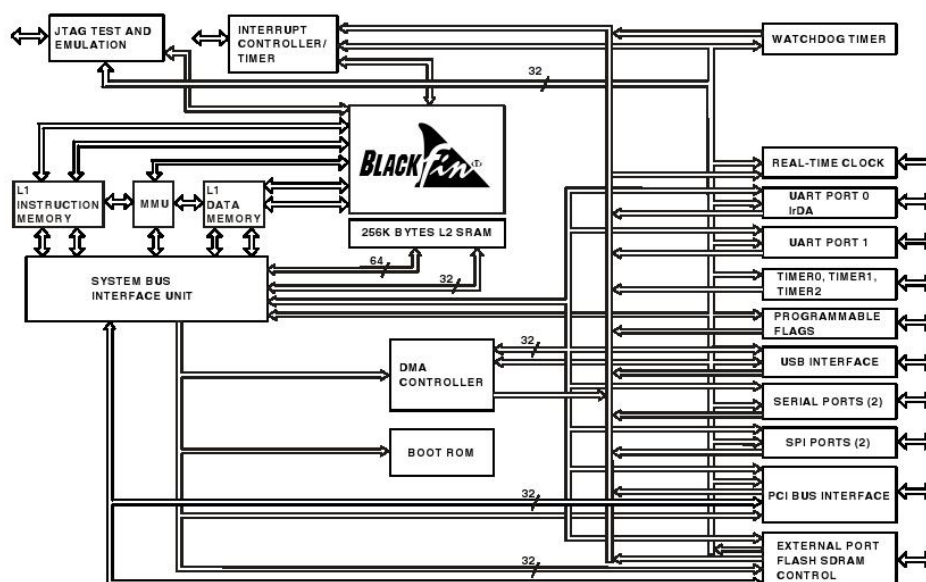 JTAG TEST AND
EMULATION
INTERRUPT
CONTROLLER/
TIMER
WATCHDOG TIMER
32
BLACKfin
REAL-TIME CLOCK
L1
INSTRUCTION
MEMORY
MMU
L1
DATA
MEMORY
UART PORT 0
IrDA
256K BYTES L2 SRAM
UART PORT 1
64
32
SYSTEM BUS
INTERFACE UNIT
TIMER0, TIMER1,
TIMER2
PROGRAMMABLE
FLAGS
32
DMA
CONTROLLER
USB INTERFACE
SERIAL PORTS (2)
BOOT ROM
SPI PORTS (2)
32
PCI BUS INTERFACE
32
EXTERNAL PORT
FLASH SDRAM
CONTROL